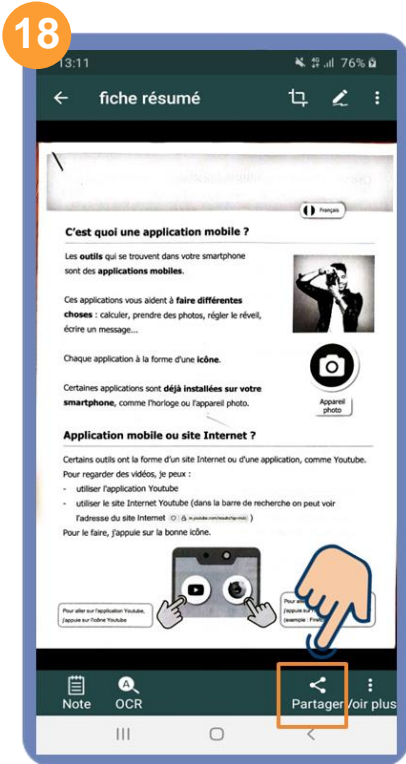 18
13:11
76%
fiche résumé
Français
C'est quoi une application mobile ?
Les outils qui se trouvent dans votre smartphone
sont des applications mobiles.
Ces applications vous aident à faire différentes
choses : calculer, prendre des photos, régler le réveil,
écrire un message...
Chaque application à la forme d'une icône.
Certaines applications sont déjà installées sur votre
smartphone, comme l'horloge ou l'appareil photo.
Appareil
photo
Application mobile ou site Internet ?
Certains outils ont la forme d'un site Internet ou d'une application, comme Youtube.
Pour regarder des vidéos, je peux :
- utiliser l'application Youtube
- utiliser le site Internet Youtube (dans la barre de recherche on peut voir
l'adresse du site Internet )
Pour le faire, j'appuie sur la bonne icône.
Pour aller sur l'application Youtube,
j'appuie sur l'icône Youtube
Pour
j'appuie
(exemple :
Note
A
OCR
Partager
Voir plus